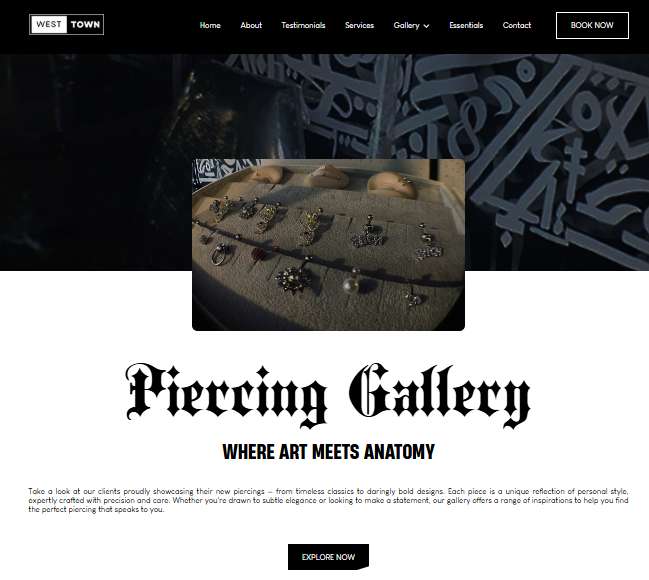 WEST TOWN
Home About Testimonials Services Gallery Essentials Contact BOOK NOW
Piercing Gallery
WHERE ART MEETS ANATOMY
Take a look at our clients proudly showcasing their new piercings – from timeless classics to daringly bold designs. Each piece is a unique reflection of personal style,
expertly crafted with precision and care. Whether you're drawn to subtle elegance or looking to make a statement, our gallery offers a range of inspirations to help you find
the perfect piercing that speaks to you.
EXPLORE NOW